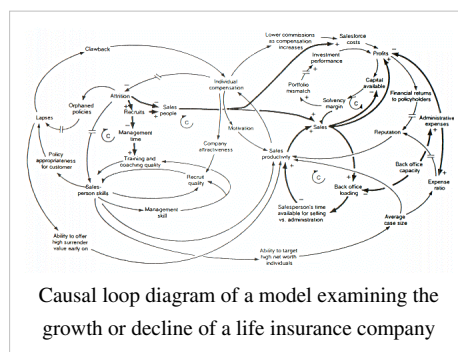 Clawback
Lower commissions
as compensation
increases
Salesforce
costs
Investment
performance
Profits
Individual
compensation
Attrition
Orphaned
policies
Recruits
Sales
people
Portfolio
mismatch
Capital
available
Solvency
margin
Financial returns
to policyholders
Lapses
Management
time
Motivation
Sales
Administrative
expenses
Reputation
Company
attractiveness
Policy
appropriateness
for customer
Training and
coaching quality
Sales
productivity
Back office
capacity
Recruit
quality
Sales-
person skills
Back office
loading
Expense
ratio
Management
skill
Salesperson's time
available for selling
vs. administration
Average
case size
Ability to offer
high surrender
value early on
Ability to target
high net worth
individuals
Causal loop diagram of a model examining the
growth or decline of a life insurance company